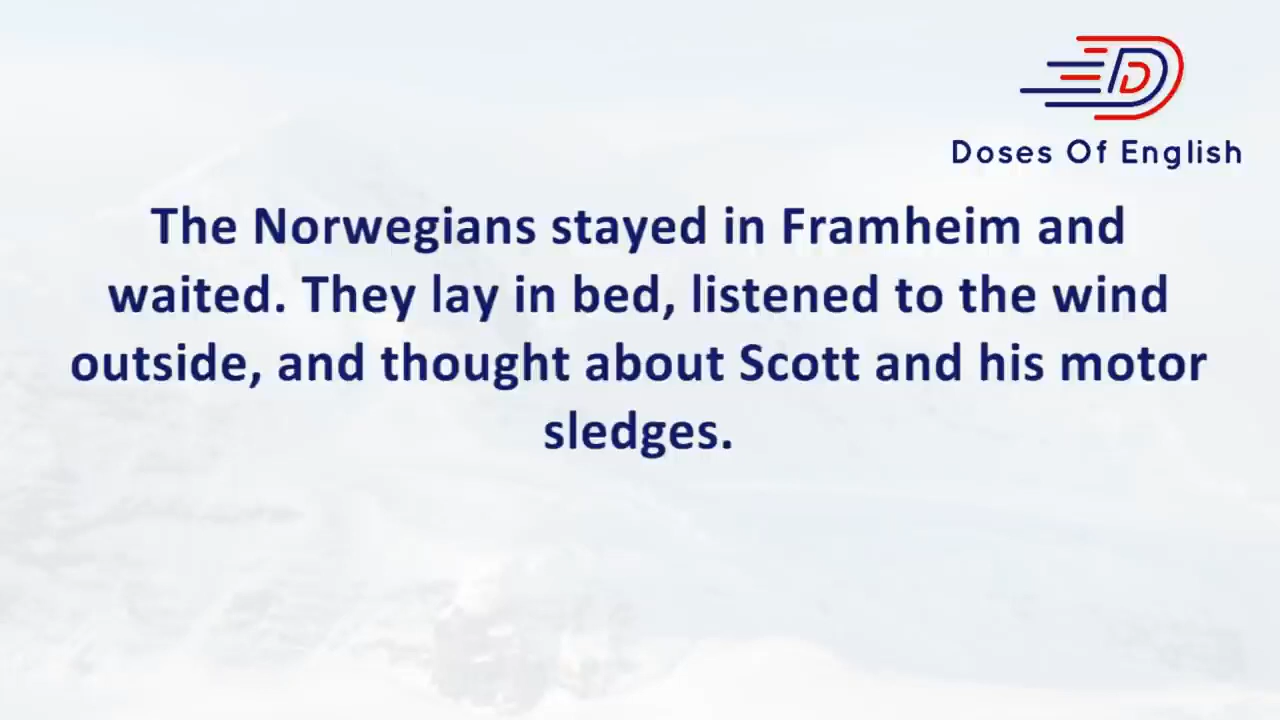 Doses Of English
The Norwegians stayed in Framheim and
waited. They lay in bed, listened to the wind
outside, and thought about Scott and his motor
sledges.